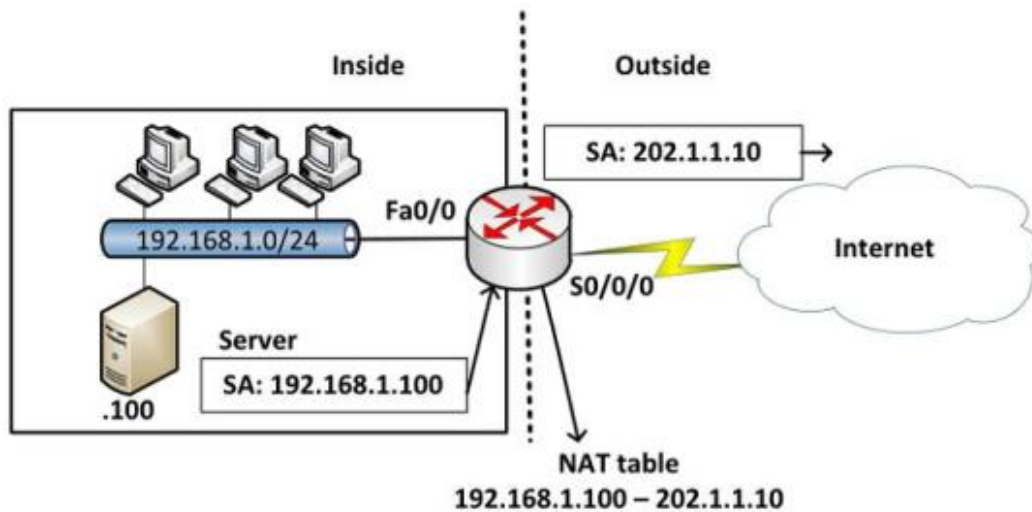 Inside
Outside
SA: 202.1.1.10
Fa0/0
192.168.1.0/24
Internet
S0/0/0
Server
SA: 192.168.1.100
.100
NAT table
192.168.1.100 – 202.1.1.10